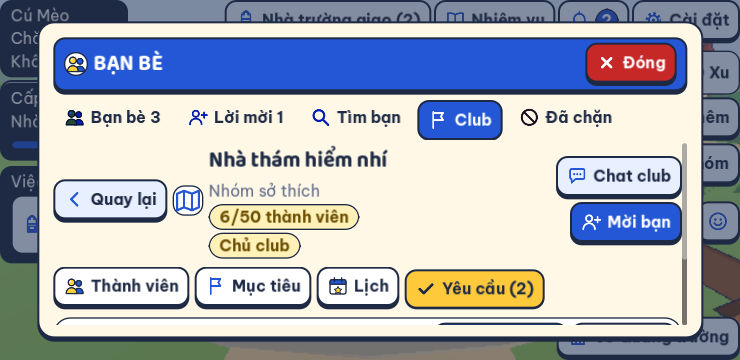 Cú Mèo
Nhà trường giao (2)
Nhiệm vụ
2
Cài đặt
BẠN BÈ
Đóng
Xu
Bạn bè 3
Lời mời 1
Tìm bạn
Club
Đã chặn
Nhà thám hiểm nhí
Nhóm sở thích
6/50 thành viên
Chủ club
Quay lại
Chat club
Mời bạn
Thành viên
Mục tiêu
Lịch
Yêu cầu (2)